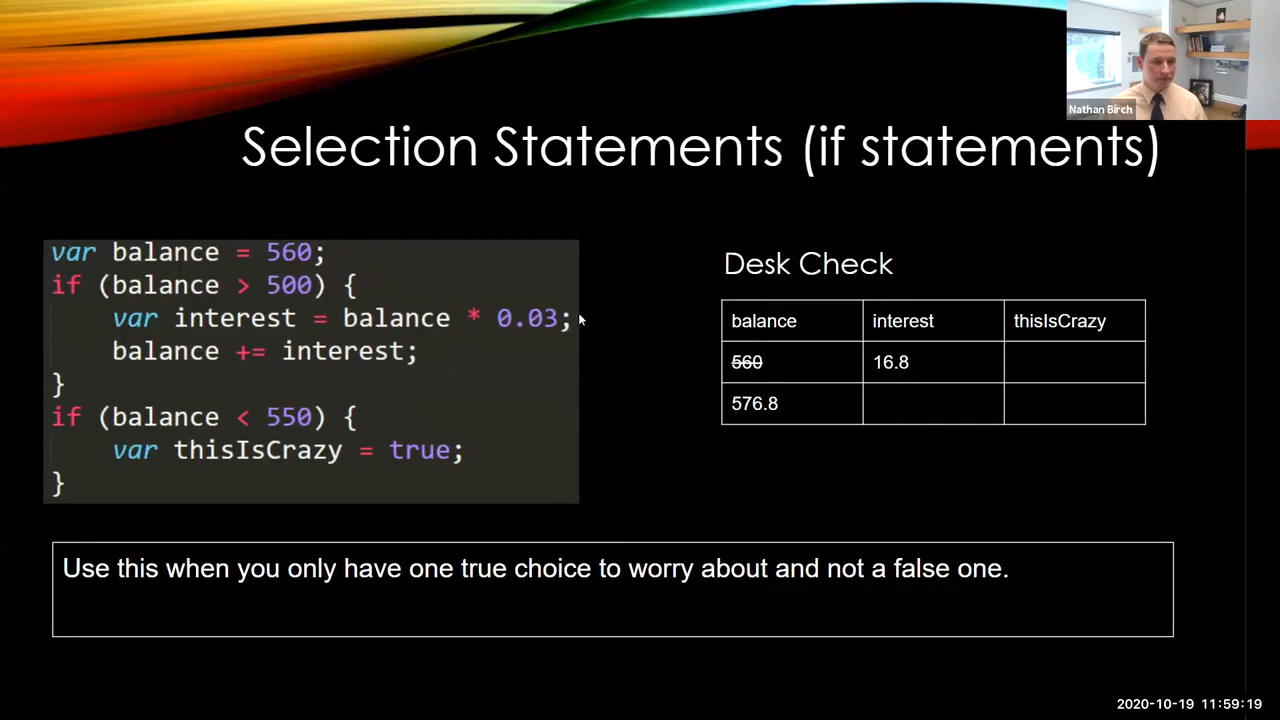 Nathan Birch
Selection Statements (if statements)
var balance = 560;
if (balance > 500) {
var interest = balance * 0.03;
balance += interest;
}
if (balance < 550) {
var thisIsCrazy = true;
}
Desk Check
balance interest thisIsCrazy
560 16.8
576.8
Use this when you only have one true choice to worry about and not a false one.
2020-10-19 11:59:19